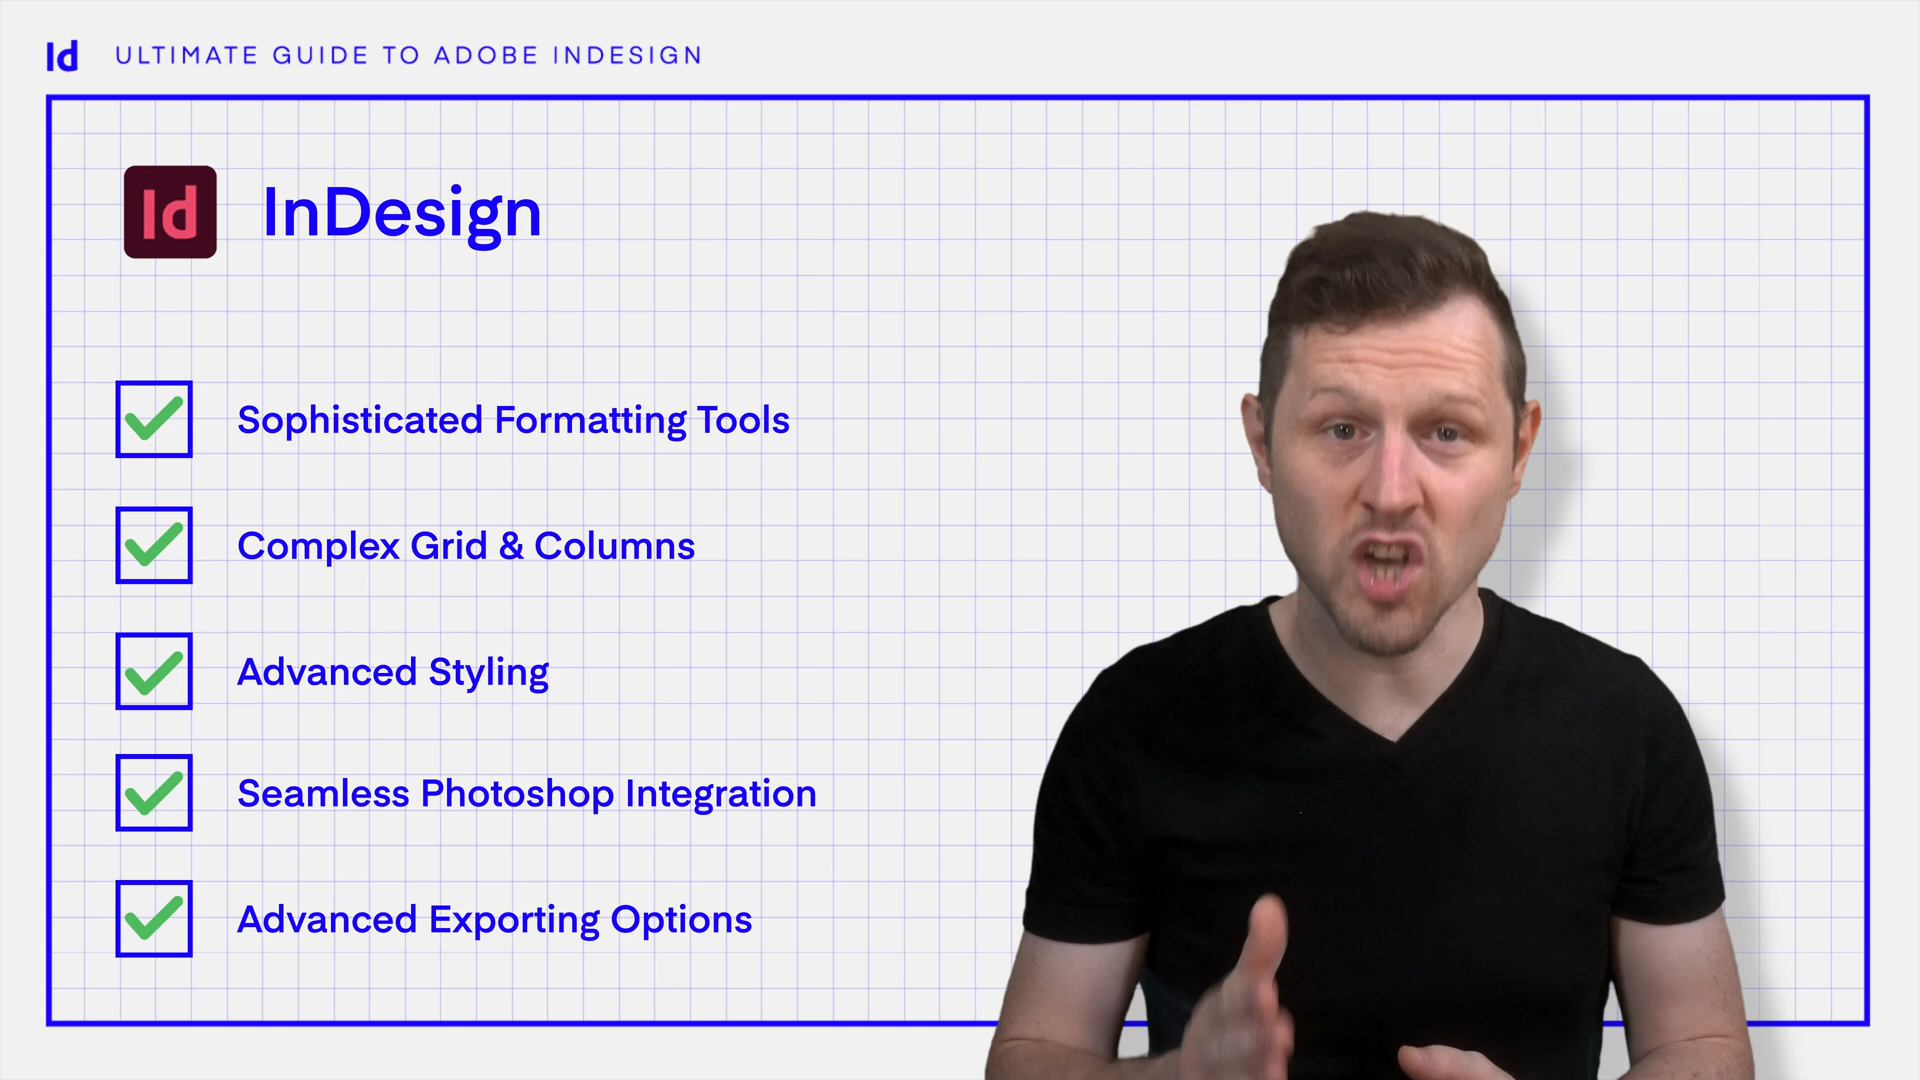 Id ULTIMATE GUIDE TO ADOBE INDESIGN
Id InDesign
Sophisticated Formatting Tools
Complex Grid & Columns
Advanced Styling
Seamless Photoshop Integration
Advanced Exporting Options